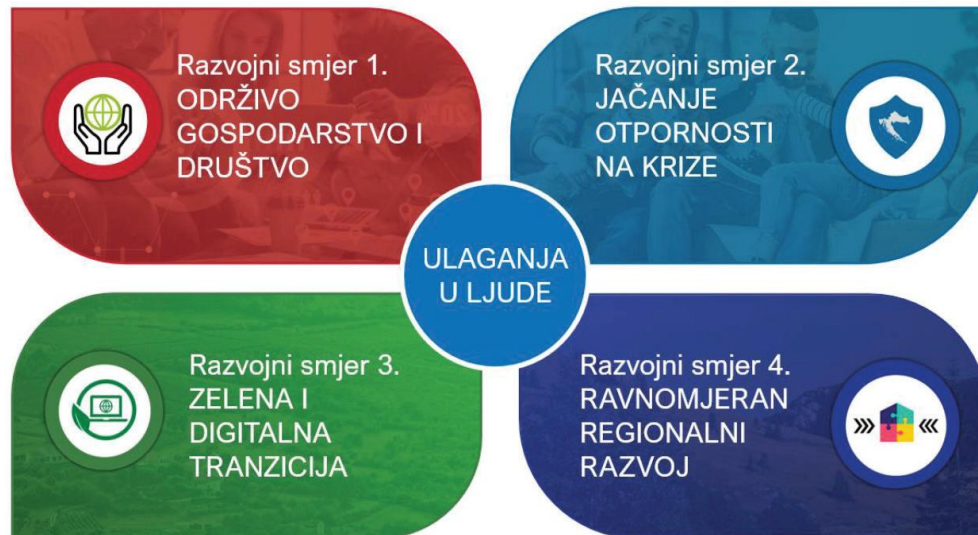 Razvojni smjer 1.
ODRŽIVO
GOSPODARSTVO I
DRUŠTVO
Razvojni smjer 2.
JAČANJE
OTPORNOSTI
NA KRIZE
ULAGANJA
U LJUDE
Razvojni smjer 3.
ZELENA I
DIGITALNA
TRANZICIJA
Razvojni smjer 4.
RAVNOMJERAN
REGIONALNI
RAZVOJ